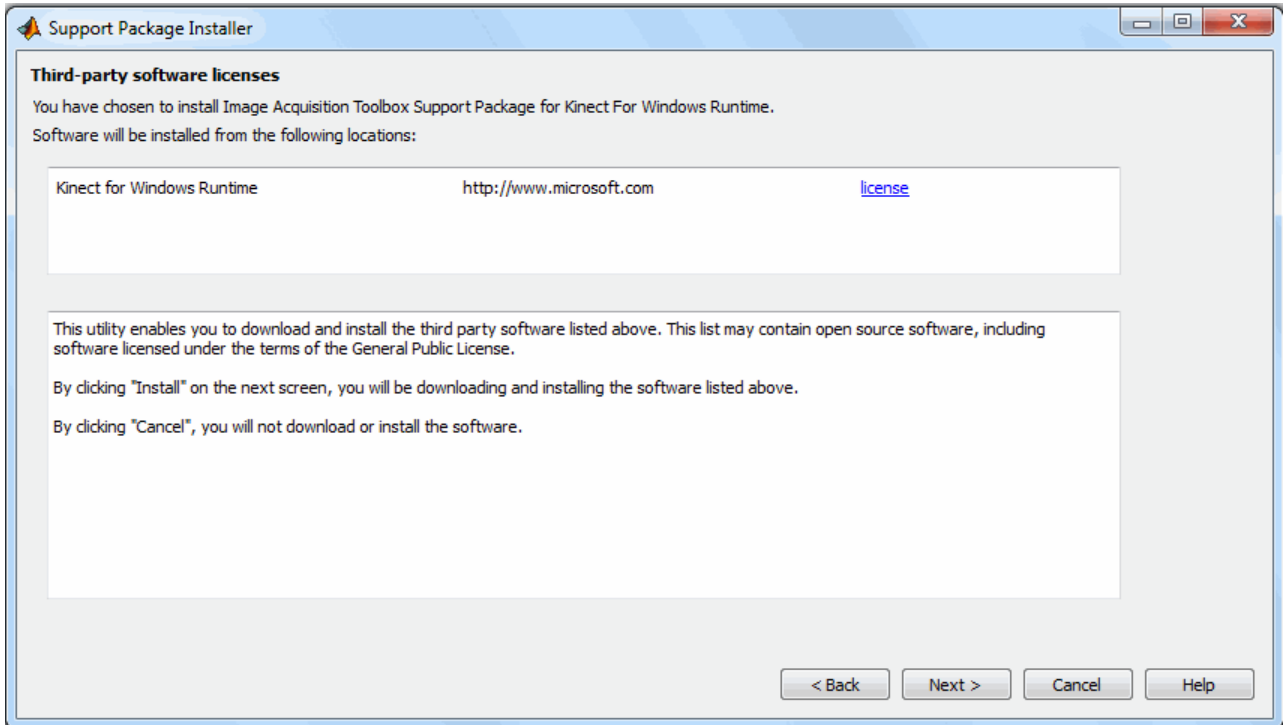 Support Package Installer
Third-party software licenses
You have chosen to install Image Acquisition Toolbox Support Package for Kinect For Windows Runtime.
Software will be installed from the following locations:
Kinect for Windows Runtime http://www.microsoft.com license
This utility enables you to download and install the third party software listed above. This list may contain open source software, including
software licensed under the terms of the General Public License.
By clicking "Install" on the next screen, you will be downloading and installing the software listed above.
By clicking "Cancel", you will not download or install the software.
< Back Next > Cancel Help